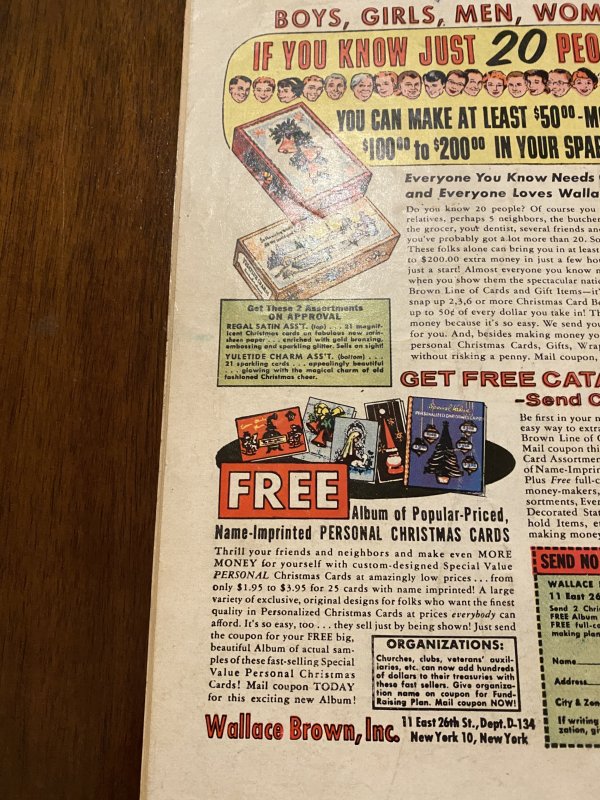 BOYS, GIRLS, MEN, WOM
IF YOU KNOW JUST 20 PEO
YOU CAN MAKE AT LEAST $50⁰⁰-M
$100⁰⁰ to $200⁰⁰ IN YOUR SPAR
Everyone You Know Needs
and Everyone Loves Walla
Do you know 20 people? Of course you
relatives, perhaps 5 neighbors, the butcher
the grocer, your dentist, several friends and
you've probably got a lot more than 20. So
These folks alone can bring you in at least
to $200.00 extra money in just a few hou
just a start! Almost everyone you know n
when you show them the spectacular natio
Brown Line of Cards and Gift Items—it'
snap up 2,3,6 or more Christmas Card Bo
up to 50¢ of every dollar you take in! Th
money because it's so easy. We send you
for you. And, besides making money yo
personal Christmas Cards, Gifts, Wrap
without risking a penny. Mail coupon,
Get These 2 Assortments
ON APPROVAL
REGAL SATIN ASS'T. (top) . . . 21 magnif-
icent Christmas cards on fabulous new satin-
sheen paper . . . enriched with gold bronzing,
embossing and sparkling glitter. Sells on sight!
YULETIDE CHARM ASS'T. (bottom) . . .
21 sparkling cards . . . appealingly beautiful
. . . glowing with the magical charm of old
fashioned Christmas cheer.
GET FREE CATA
-Send C
Be first in your n
easy way to extra
Brown Line of C
Mail coupon thi
Card Assortmen
of Name-Imprin
Plus Free full-c
money-makers,
sortments, Ever
Decorated Stat
hold Items, et
making money
Special Value
PERSONALIZED CHRISTMAS CARDS
FREE
Album of Popular-Priced,
Name-Imprinted PERSONAL CHRISTMAS CARDS
Thrill your friends and neighbors and make even MORE
MONEY for yourself with custom-designed Special Value
PERSONAL Christmas Cards at amazingly low prices . . . from
only $1.95 to $3.95 for 25 cards with name imprinted! A large
variety of exclusive, original designs for folks who want the finest
quality in Personalized Christmas Cards at prices everybody can
afford. It's so easy, too . . . they sell just by being shown! Just send
the coupon for your FREE big,
beautiful Album of actual sam-
ples of these fast-selling Special
Value Personal Christmas
Cards! Mail coupon TODAY
for this exciting new Album!
ORGANIZATIONS:
Churches, clubs, veterans' auxil-
iaries, etc. can now add hundreds
of dollars to their treasuries with
these fast sellers. Give organiza-
tion name on coupon for Fund-
Raising Plan. Mail coupon NOW!
Wallace Brown, Inc. 11 East 26th St., Dept. D-134
New York 10, New York
SEND NO
WALLACE
11 East 26
Send 2 Chri
FREE Album
FREE full-co
making plan
Name
Address
City & Zon
If writing
zation, gi